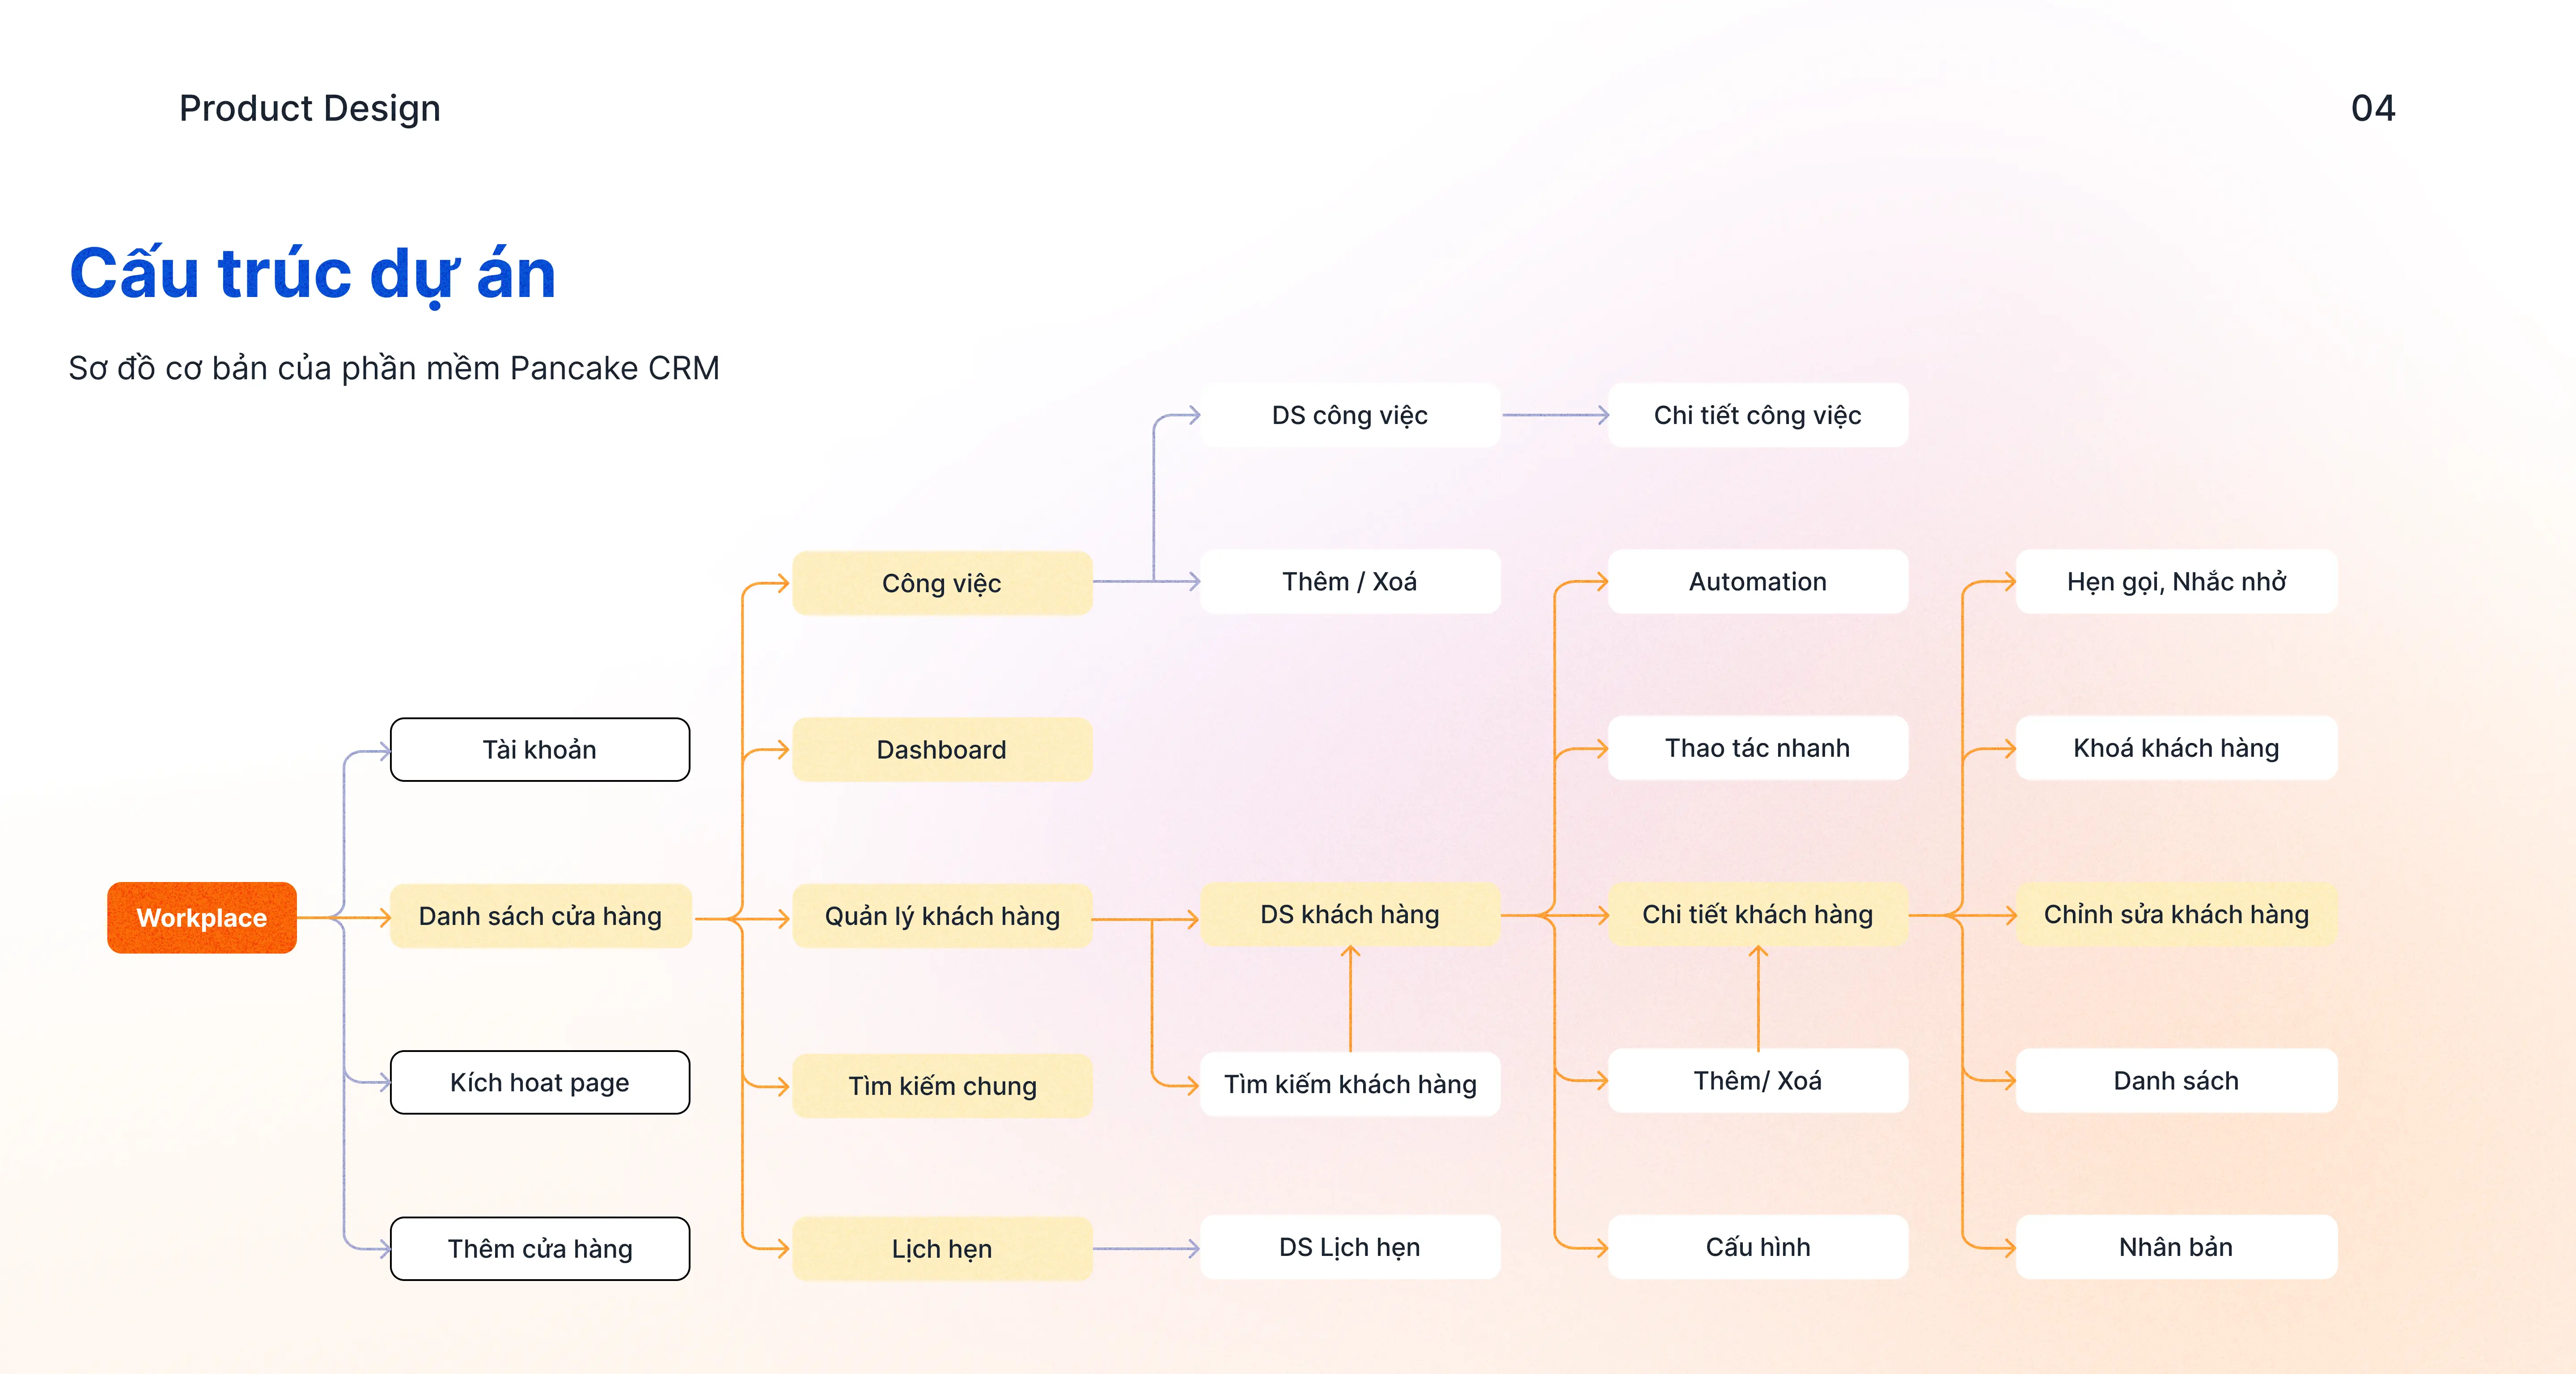 Product Design
04
Cấu trúc dự án
Sơ đồ cơ bản của phần mềm Pancake CRM
DS công việc
Chi tiết công việc
Công việc
Thêm / Xoá
Automation
Hẹn gọi, Nhắc nhở
Tài khoản
Dashboard
Thao tác nhanh
Khoá khách hàng
Workplace
Danh sách cửa hàng
Quản lý khách hàng
DS khách hàng
Chi tiết khách hàng
Chỉnh sửa khách hàng
Kích hoat page
Tìm kiếm chung
Tìm kiếm khách hàng
Thêm/ Xoá
Danh sách
Thêm cửa hàng
Lịch hẹn
DS Lịch hẹn
Cấu hình
Nhân bản